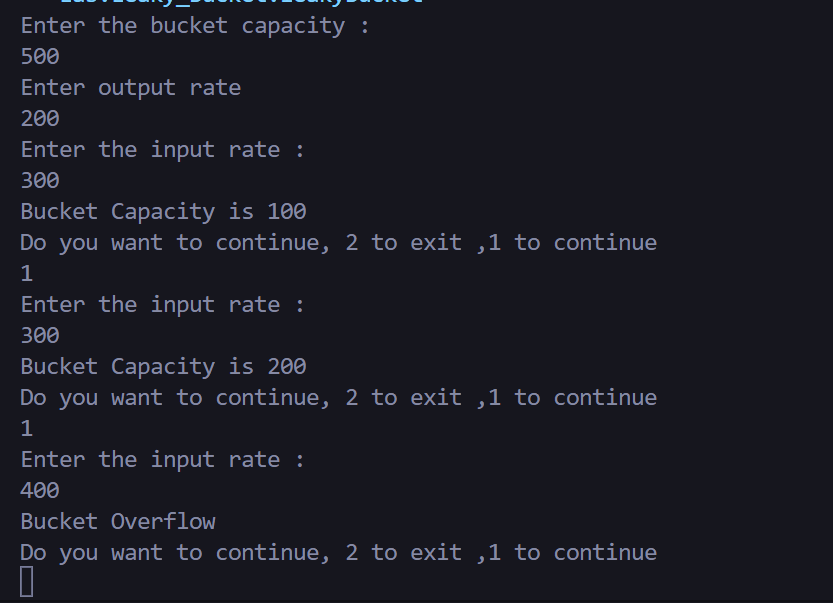 Enter the bucket capacity :
500
Enter output rate
200
Enter the input rate :
300
Bucket Capacity is 100
Do you want to continue, 2 to exit ,1 to continue
1
Enter the input rate :
300
Bucket Capacity is 200
Do you want to continue, 2 to exit ,1 to continue
1
Enter the input rate :
400
Bucket Overflow
Do you want to continue, 2 to exit ,1 to continue